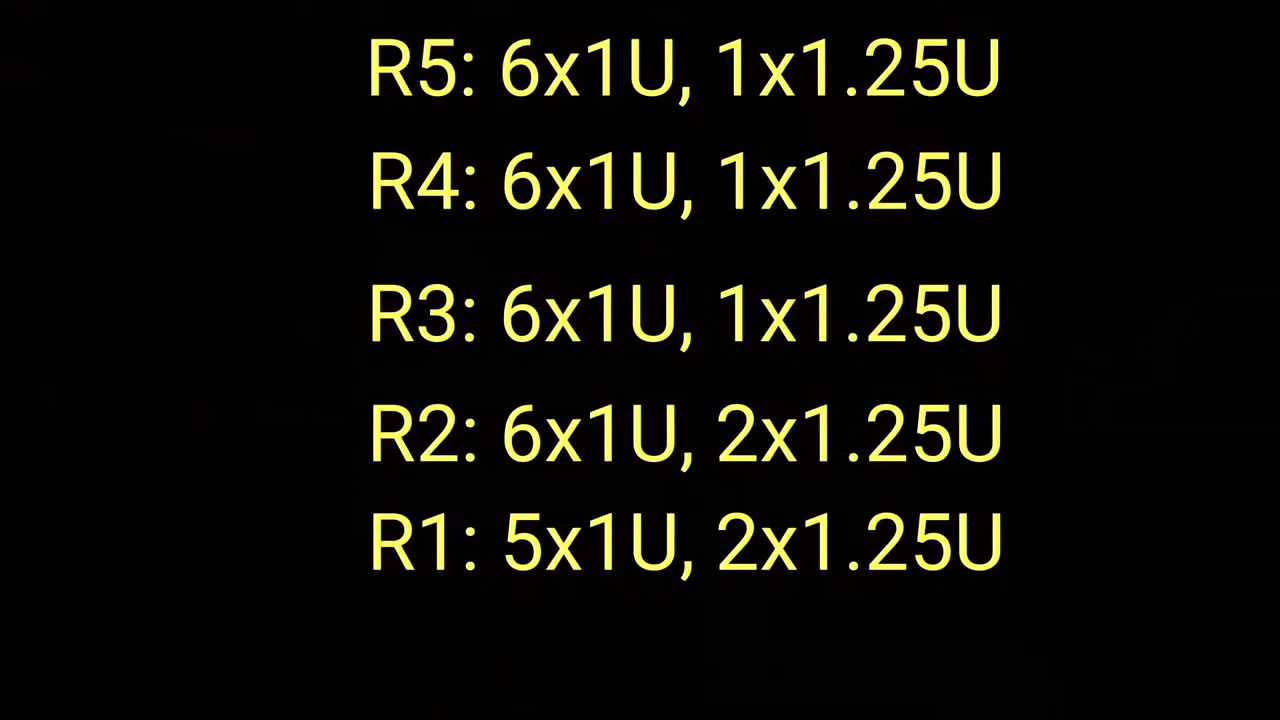 R5: 6x1U, 1x1.25U
R4: 6x1U, 1x1.25U
R3: 6x1U, 1x1.25U
R2: 6x1U, 2x1.25U
R1: 5x1U, 2x1.25U